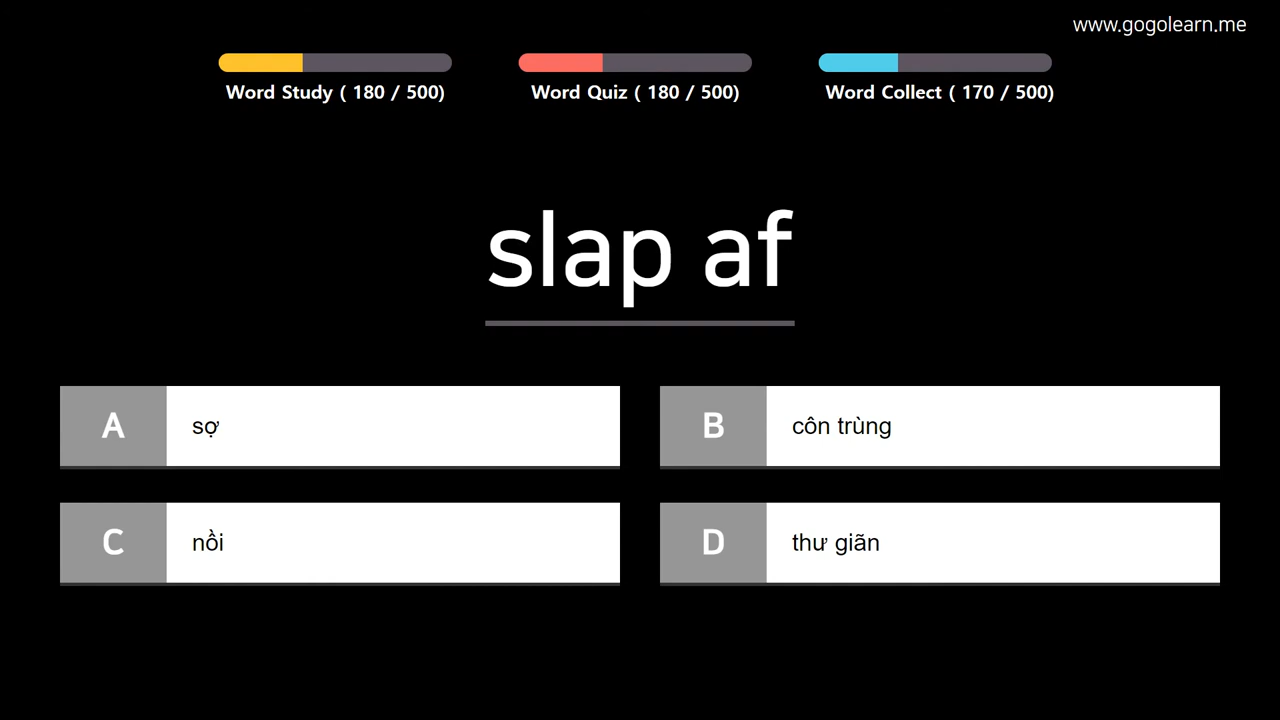 www.gogolearn.me
Word Study ( 180 / 500)
Word Quiz ( 180 / 500)
Word Collect ( 170 / 500)
slap af
A sợ
B côn trùng
C nồi
D thư giãn